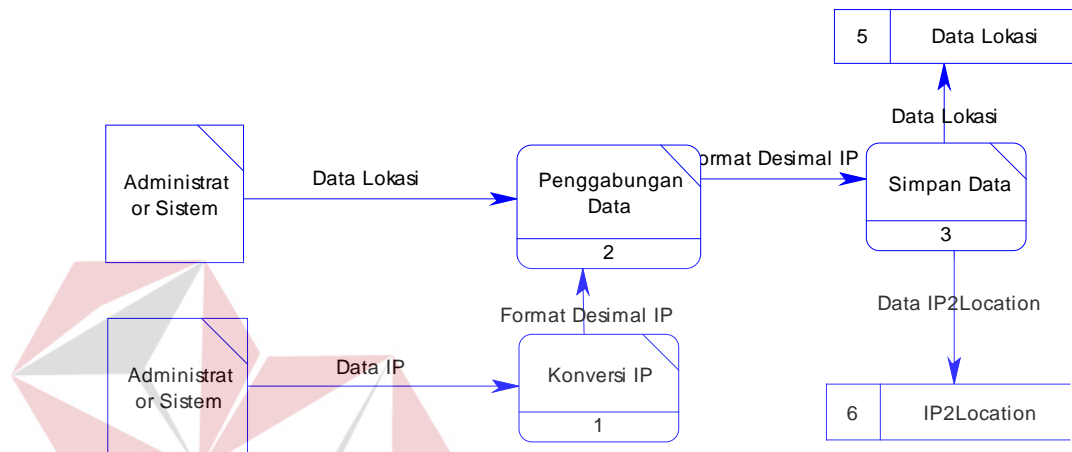 5
Data Lokasi
Data Lokasi
Administrat
or Sistem
Data Lokasi
Penggabungan
Data
2
ormat Desimal IP
Simpan Data
3
Format Desimal IP
Data IP2Location
Administrat
or Sistem
Data IP
Konversi IP
1
6
IP2Location